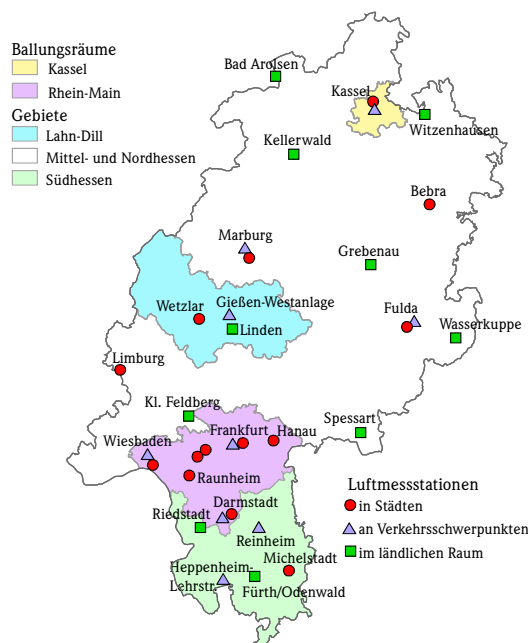 Ballungsräume
Kassel
Rhein-Main
Gebiete
Lahn-Dill
Mittel- und Nordhessen
Südhessen
Bad Arolsen
Kassel
Witzenhausen
Kellerwald
Bebra
Marburg
Grebenau
Wetzlar
Gießen-Westanlage
Linden
Fulda
Wasserkuppe
Limburg
Kl. Feldberg
Spessart
Wiesbaden
Frankfurt
Hanau
Raunheim
Darmstadt
Riedstadt
Reinheim
Heppenheim-
Lehrstr.
Michelstadt
Fürth/Odenwald
Luftmessstationen
in Städten
an Verkehrsschwerpunkten
im ländlichen Raum